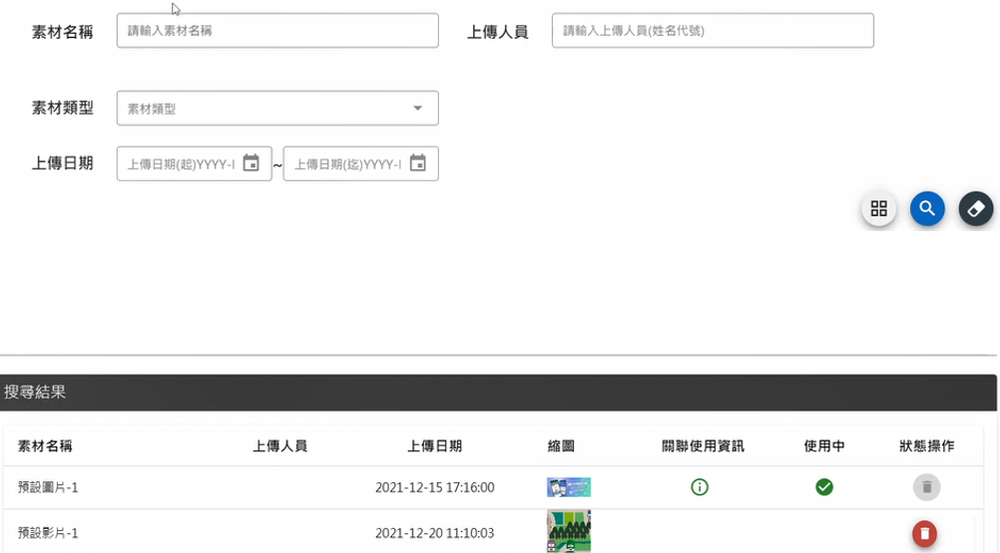 素材名稱 請輸入素材名稱 上傳人員 請輸入上傳人員(姓名代號)
素材類型 素材類型
上傳日期 上傳日期(起)YYYY- ~ 上傳日期(迄)YYYY-
搜尋結果
素材名稱 上傳人員 上傳日期 縮圖 關聯使用資訊 使用中 狀態操作
預設圖片-1 2021-12-15 17:16:00
預設影片-1 2021-12-20 11:10:03